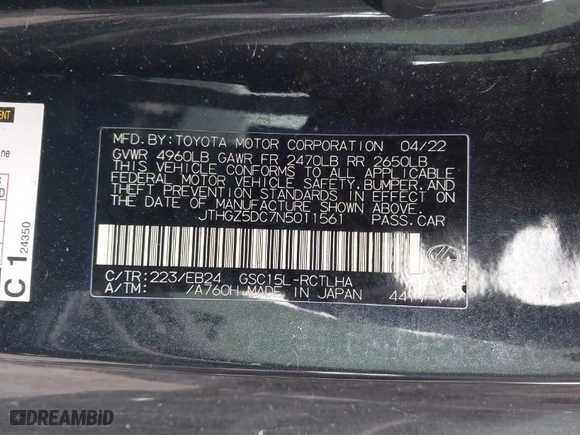 MFD.BY:TOYOTA MOTOR CORPORATION 04/22
GVWR 4960LB GAWR FR 2470LB RR 2650LB
THIS VEHICLE CONFORMS TO ALL APPLICABLE
FEDERAL MOTOR VEHICLE SAFETY,BUMPER,AND
THEFT PREVENTION STANDARDS IN EFFECT ON
THE DATE OF MANUFACTURE SHOWN ABOVE.
JTHGZ5DC7N5011561 PASS.CAR
C/TR:223/EB24 GSC15L-RCTLHA
A/TM: /A760H MADE IN JAPAN
C1 24350
DREAMBID